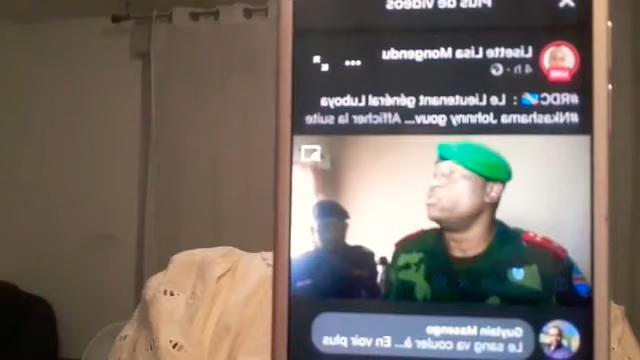 Plus de vidéos
Lisette Lisa Mongendu
4 h
LIVE
#RDC🇨🇩 : Le Lieutenant général Luboya
#Nkashama Johnny gouv... Afficher la suite
Guylain Masengo
Le sang va couler à... En voir plus